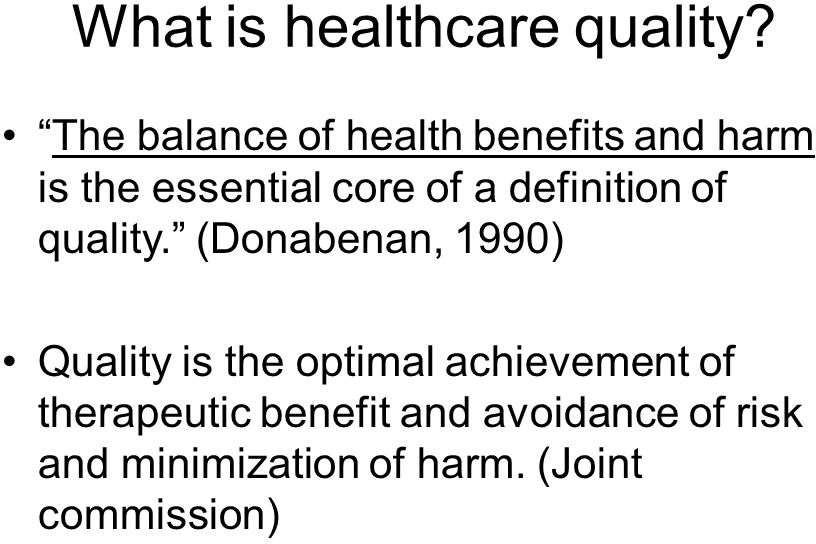 What is healthcare quality?
• “The balance of health benefits and harm
is the essential core of a definition of
quality.” (Donabenan, 1990)
• Quality is the optimal achievement of
therapeutic benefit and avoidance of risk
and minimization of harm. (Joint
commission)